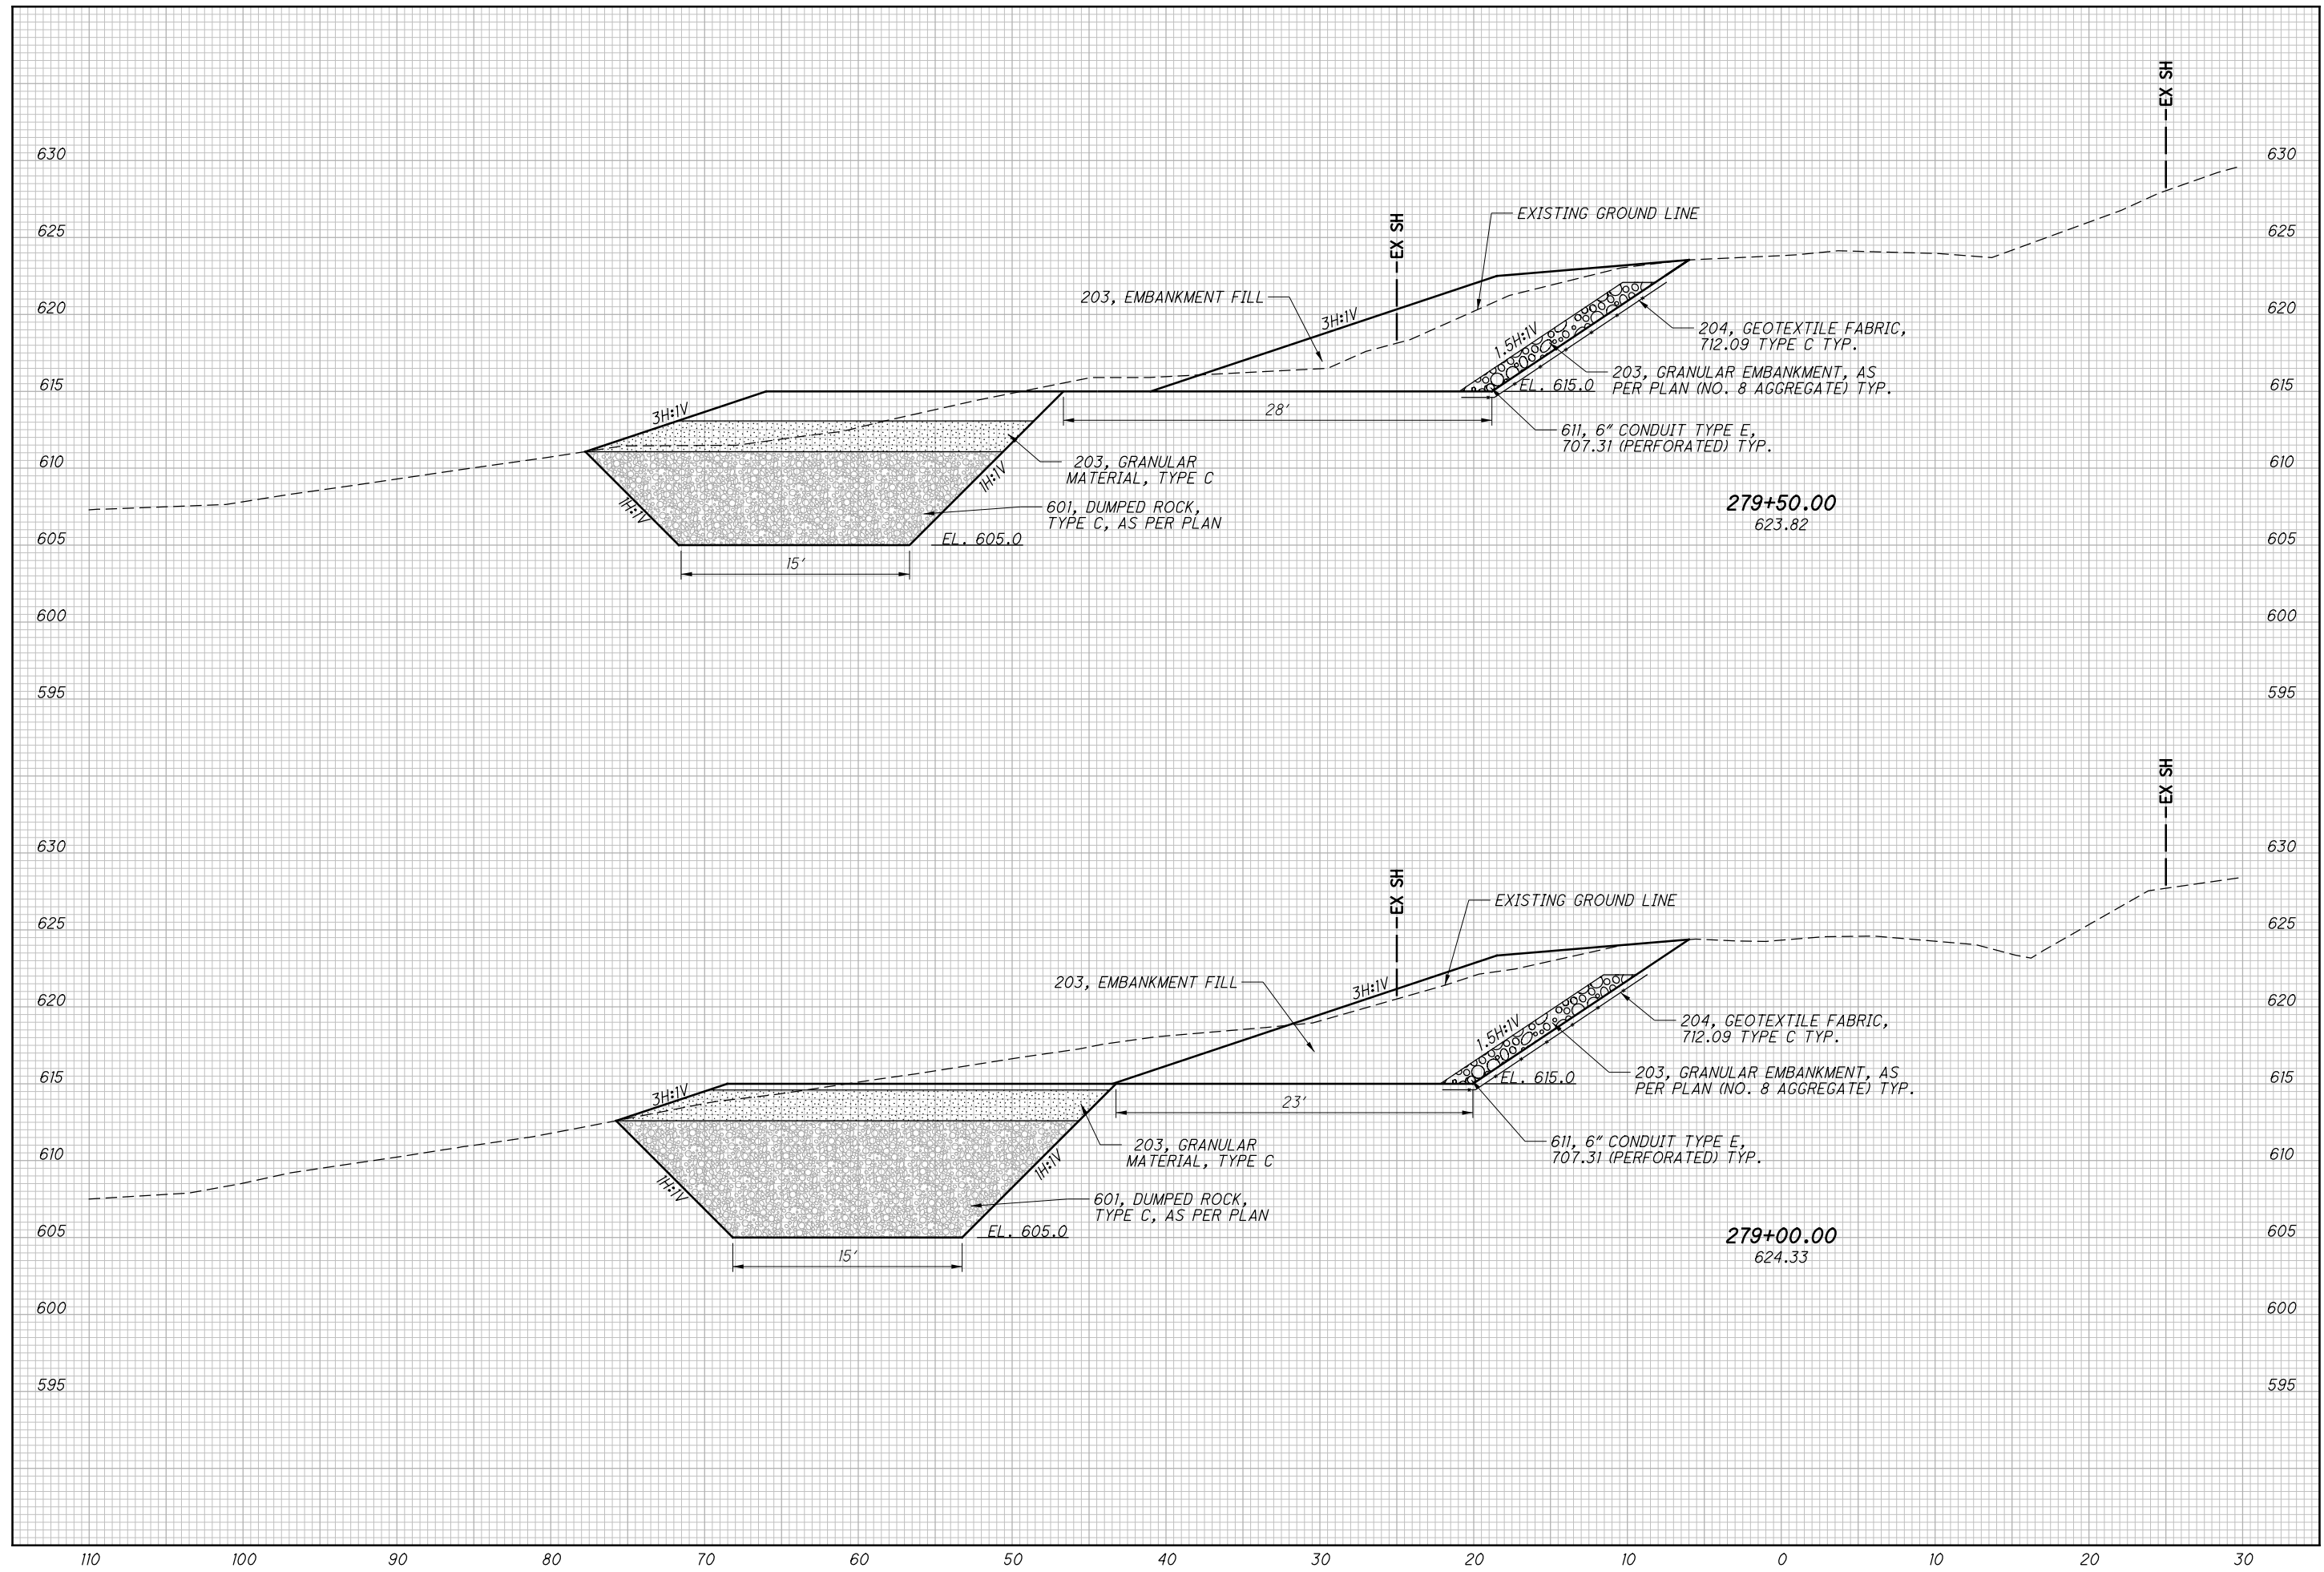 EX SH
630 630
EX SH
EXISTING GROUND LINE
625 625
203, EMBANKMENT FILL
620 620
3H:1V
1.5H:1V
204, GEOTEXTILE FABRIC,
712.09 TYPE C TYP.
203, GRANULAR EMBANKMENT, AS
PER PLAN (NO. 8 AGGREGATE) TYP.
615 EL. 615.0 615
3H:1V
28'
611, 6" CONDUIT TYPE E,
707.31 (PERFORATED) TYP.
610 610
203, GRANULAR
MATERIAL, TYPE C
1H:1V
1H:1V
601, DUMPED ROCK,
TYPE C, AS PER PLAN
279+50.00
623.82
605 EL. 605.0 605
15'
600 600
595 595
EX SH
630 630
EX SH
EXISTING GROUND LINE
625 625
203, EMBANKMENT FILL
3H:1V
620 620
1.5H:1V
204, GEOTEXTILE FABRIC,
712.09 TYPE C TYP.
203, GRANULAR EMBANKMENT, AS
PER PLAN (NO. 8 AGGREGATE) TYP.
615 EL. 615.0 615
3H:1V
23'
611, 6" CONDUIT TYPE E,
707.31 (PERFORATED) TYP.
610 610
203, GRANULAR
MATERIAL, TYPE C
1H:1V
1H:1V
601, DUMPED ROCK,
TYPE C, AS PER PLAN
605 EL. 605.0 605
279+00.00
624.33
15'
600 600
595 595
110 100 90 80 70 60 50 40 30 20 10 0 10 20 30